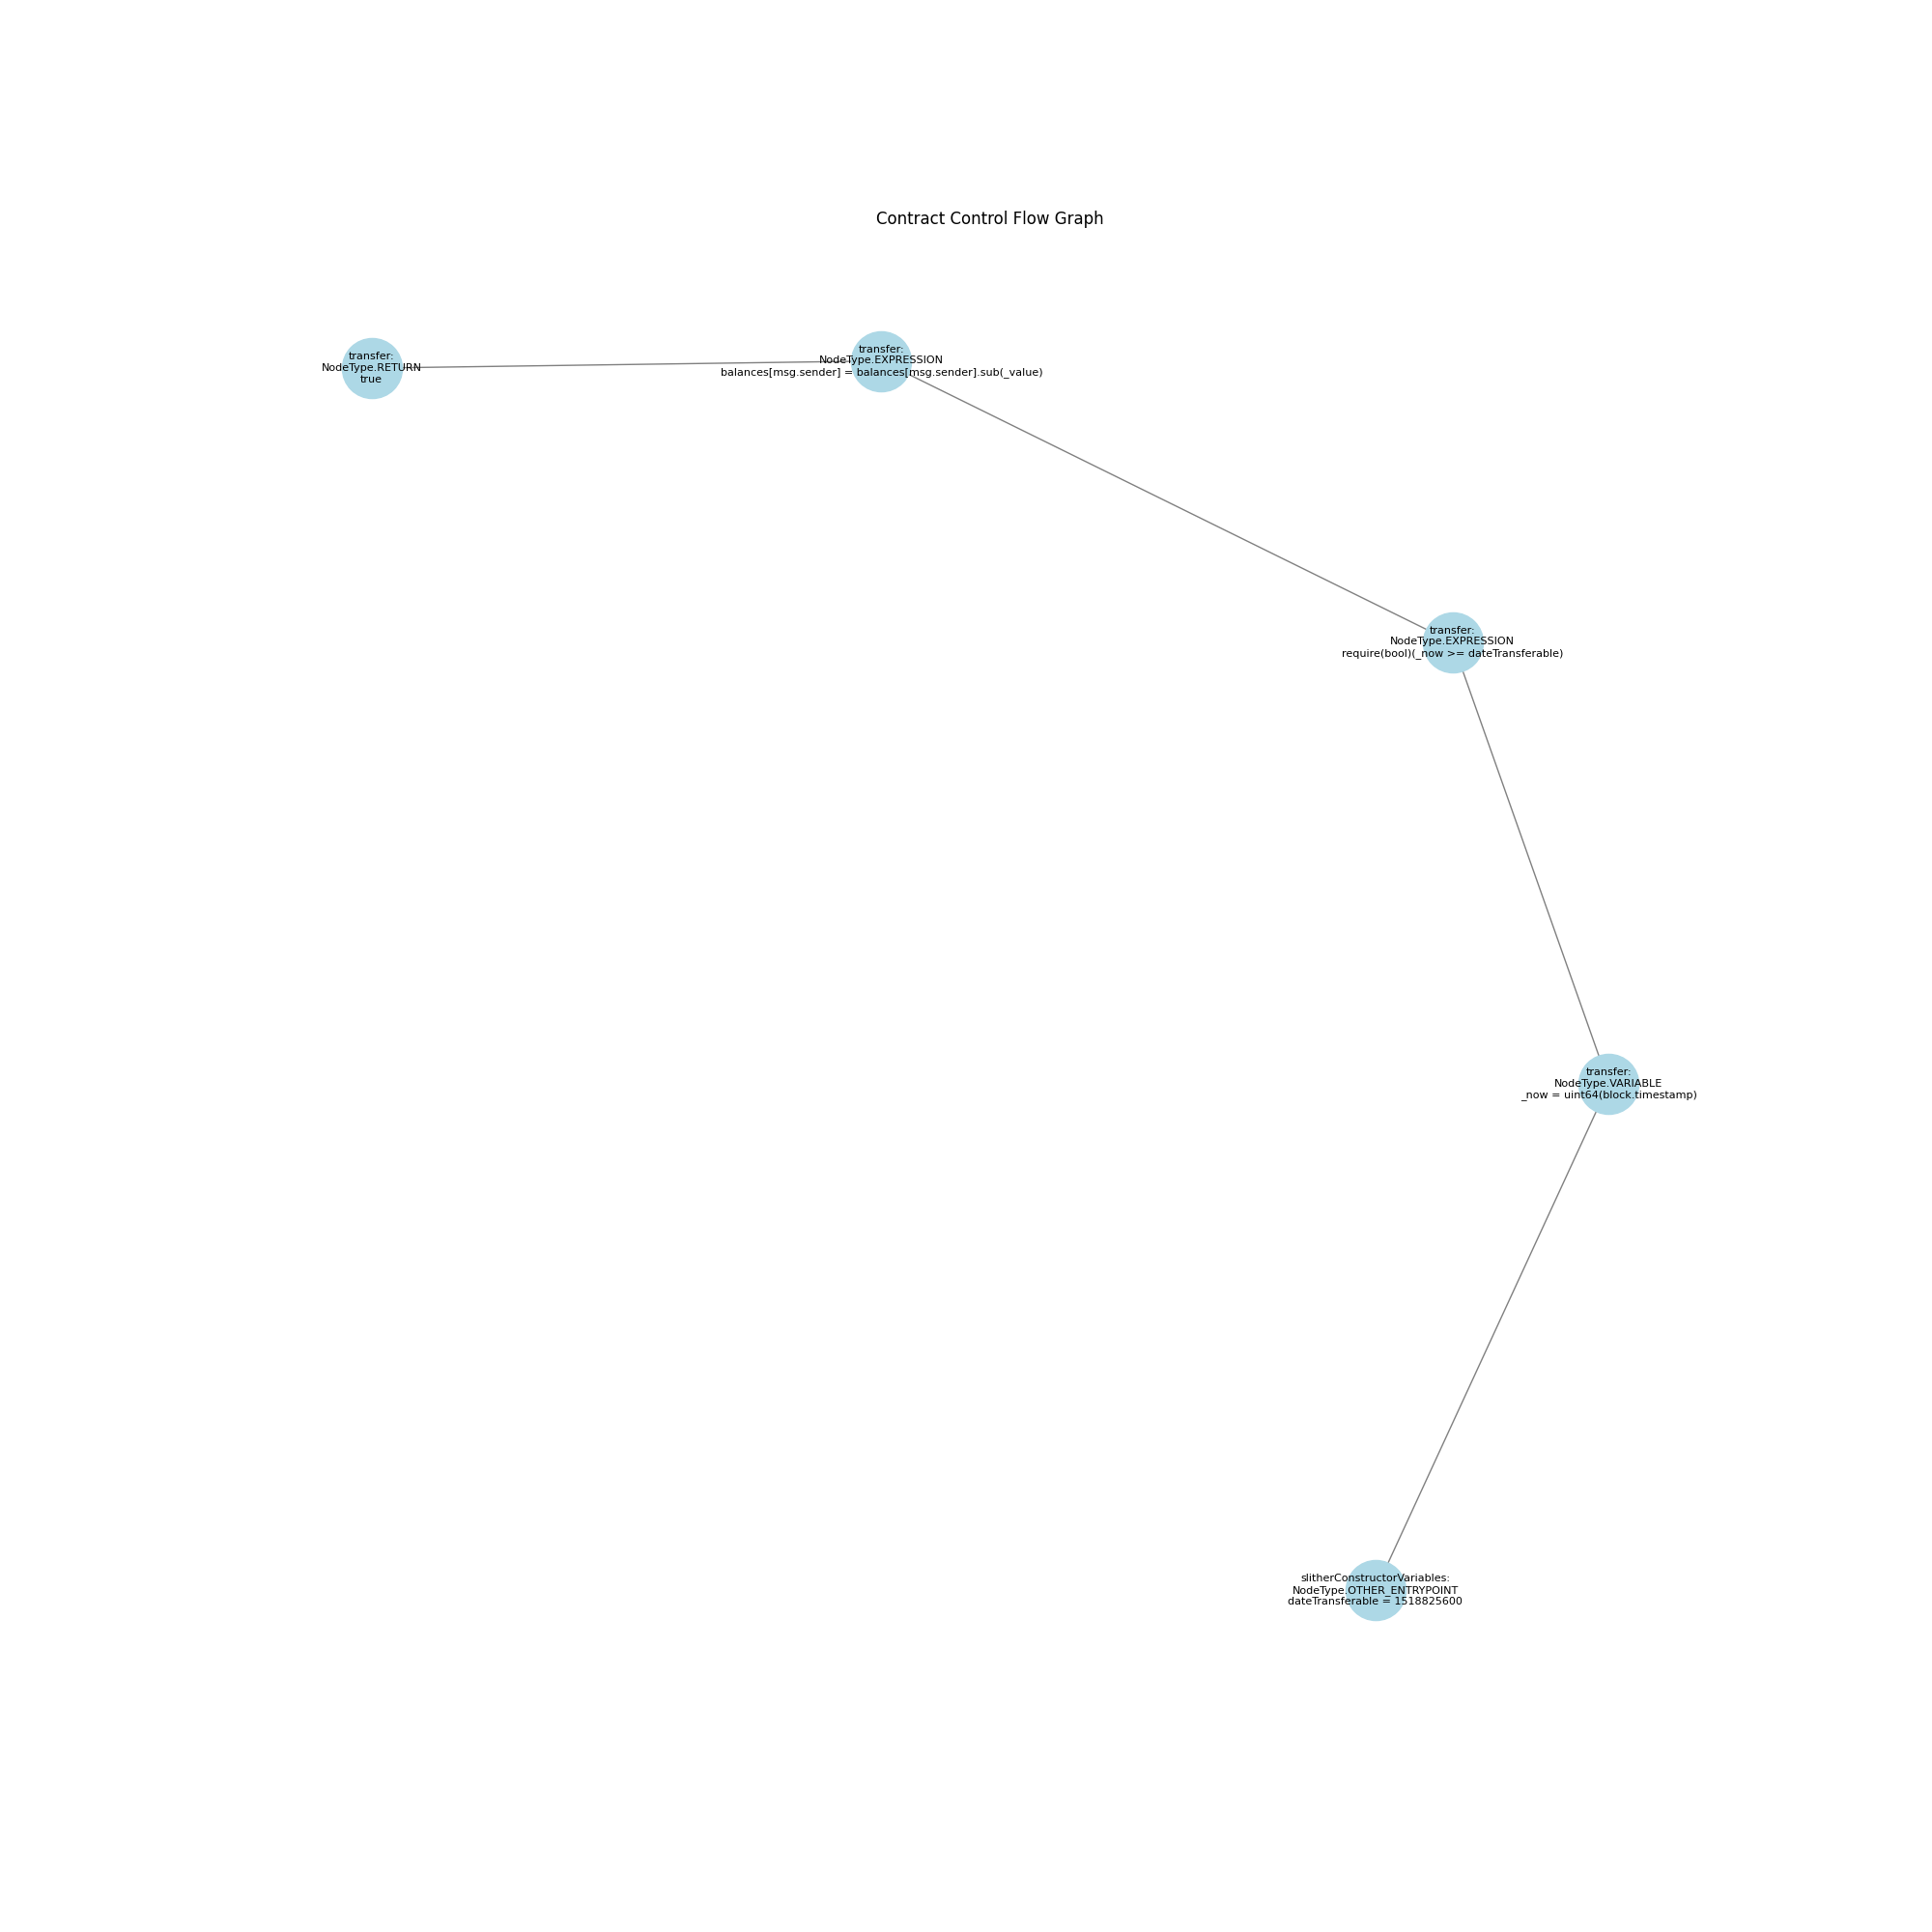 Contract Control Flow Graph
transfer:
NodeType.RETURN
true
transfer:
NodeType.EXPRESSION
balances[msg.sender] = balances[msg.sender].sub(_value)
transfer:
NodeType.EXPRESSION
require(bool)(_now >= dateTransferable)
transfer:
NodeType.VARIABLE
_now = uint64(block.timestamp)
slitherConstructorVariables:
NodeType.OTHER_ENTRYPOINT
dateTransferable = 1518825600